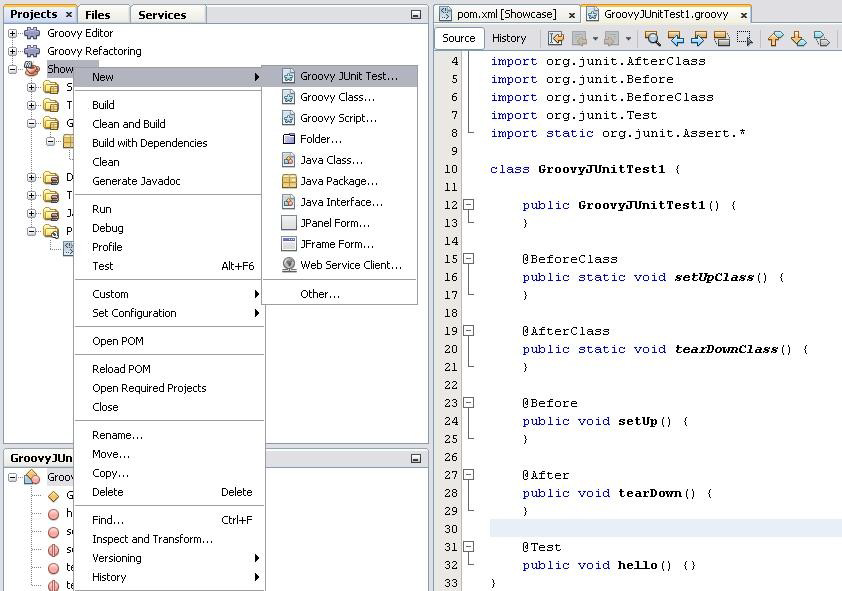 Projects × Files Services
Groovy Editor
Groovy Refactoring
Show
New
Build
Clean and Build
Build with Dependencies
Clean
Generate Javadoc
Run
Debug
Profile
Test Alt+F6
Custom
Set Configuration
Open POM
Reload POM
Open Required Projects
Close
Rename...
Move...
Copy...
Delete Delete
Find... Ctrl+F
Inspect and Transform...
Versioning
History
Groovy JUnit Test...
Groovy Class...
Groovy Script...
Folder...
Java Class...
Java Package...
Java Interface...
JPanel Form...
JFrame Form...
Web Service Client...
Other...
GroovyJUn
Groov
pom.xml [Showcase] × GroovyJUnitTest1.groovy ×
Source History
4 import org.junit.AfterClass
5 import org.junit.Before
6 import org.junit.BeforeClass
7 import org.junit.Test
8 import static org.junit.Assert.*
9
10 class GroovyJUnitTest1 {
11
12 public GroovyJUnitTest1() {
13 }
14
15 @BeforeClass
16 public static void setUpClass() {
17 }
18
19 @AfterClass
20 public static void tearDownClass() {
21 }
22
23 @Before
24 public void setUp() {
25 }
26
27 @After
28 public void tearDown() {
29 }
30
31 @Test
32 public void hello() {}
33 }